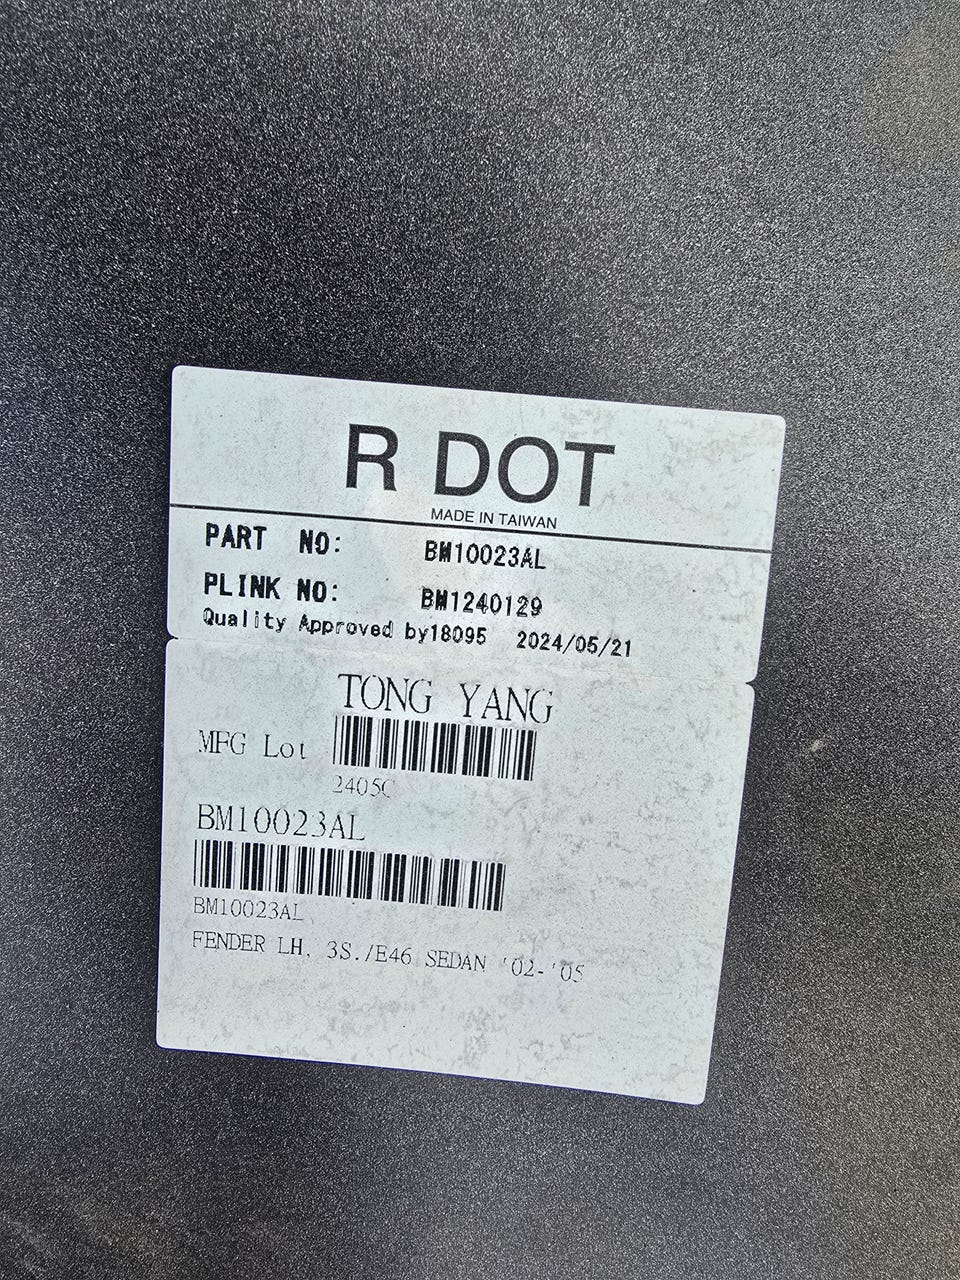 R DOT
MADE IN TAIWAN
PART NO: BM10023AL
PLINK NO: BM1240129
Quality Approved by18095 2024/05/21
TONG YANG
MFG Lot
2405C
BM10023AL
BM10023AL
FENDER LH, 3S./E46 SEDAN '02-'05